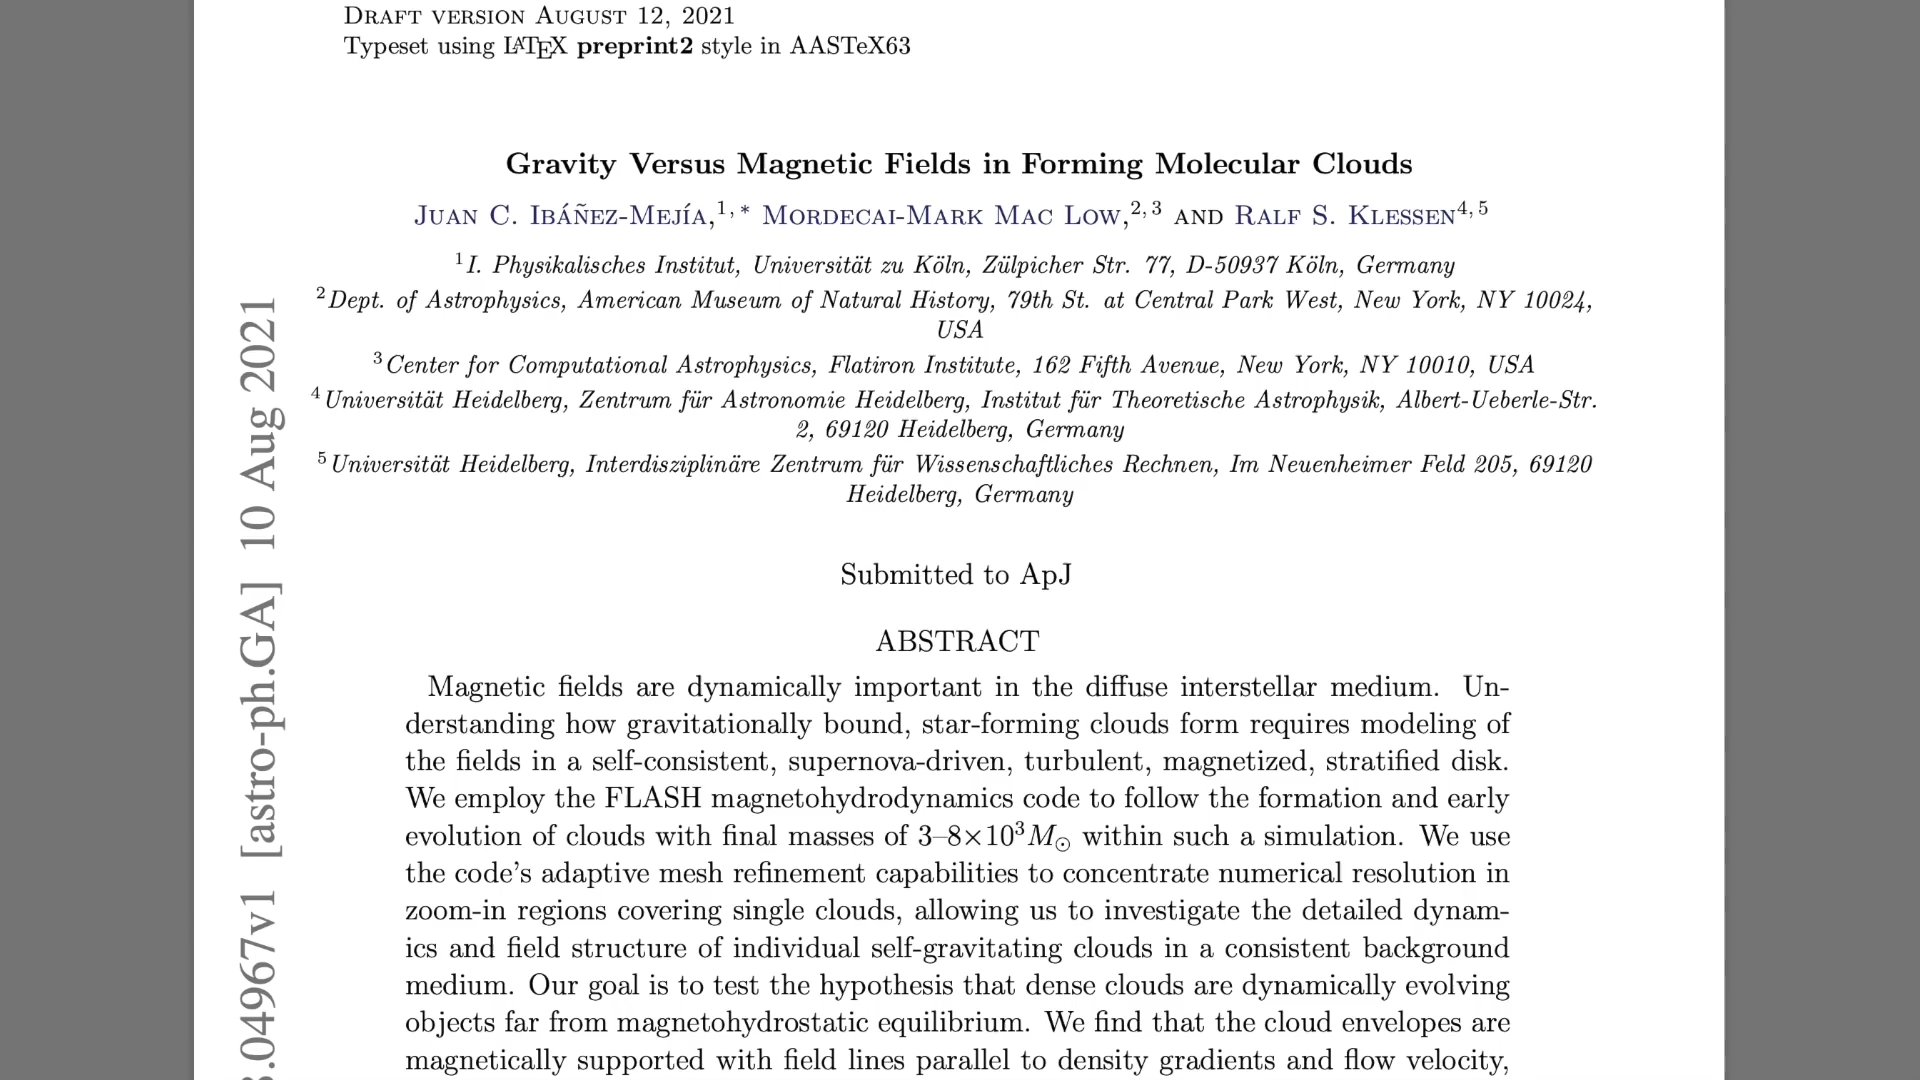 Draft version August 12, 2021
Typeset using LATEX preprint2 style in AASTeX63
Gravity Versus Magnetic Fields in Forming Molecular Clouds
Juan C. Ibáñez-Mejía,1, * Mordecai-Mark Mac Low,2, 3 and Ralf S. Klessen4, 5
1I. Physikalisches Institut, Universität zu Köln, Zülpicher Str. 77, D-50937 Köln, Germany
2Dept. of Astrophysics, American Museum of Natural History, 79th St. at Central Park West, New York, NY 10024,
USA
3Center for Computational Astrophysics, Flatiron Institute, 162 Fifth Avenue, New York, NY 10010, USA
4Universität Heidelberg, Zentrum für Astronomie Heidelberg, Institut für Theoretische Astrophysik, Albert-Ueberle-Str.
2, 69120 Heidelberg, Germany
5Universität Heidelberg, Interdisziplinäre Zentrum für Wissenschaftliches Rechnen, Im Neuenheimer Feld 205, 69120
Heidelberg, Germany
Submitted to ApJ
ABSTRACT
Magnetic fields are dynamically important in the diffuse interstellar medium. Un-
derstanding how gravitationally bound, star-forming clouds form requires modeling of
the fields in a self-consistent, supernova-driven, turbulent, magnetized, stratified disk.
We employ the FLASH magnetohydrodynamics code to follow the formation and early
evolution of clouds with final masses of 3–8×10³M⊙ within such a simulation. We use
the code's adaptive mesh refinement capabilities to concentrate numerical resolution in
zoom-in regions covering single clouds, allowing us to investigate the detailed dynam-
ics and field structure of individual self-gravitating clouds in a consistent background
medium. Our goal is to test the hypothesis that dense clouds are dynamically evolving
objects far from magnetohydrostatic equilibrium. We find that the cloud envelopes are
magnetically supported with field lines parallel to density gradients and flow velocity,
.04967v1 [astro-ph.GA] 10 Aug 2021